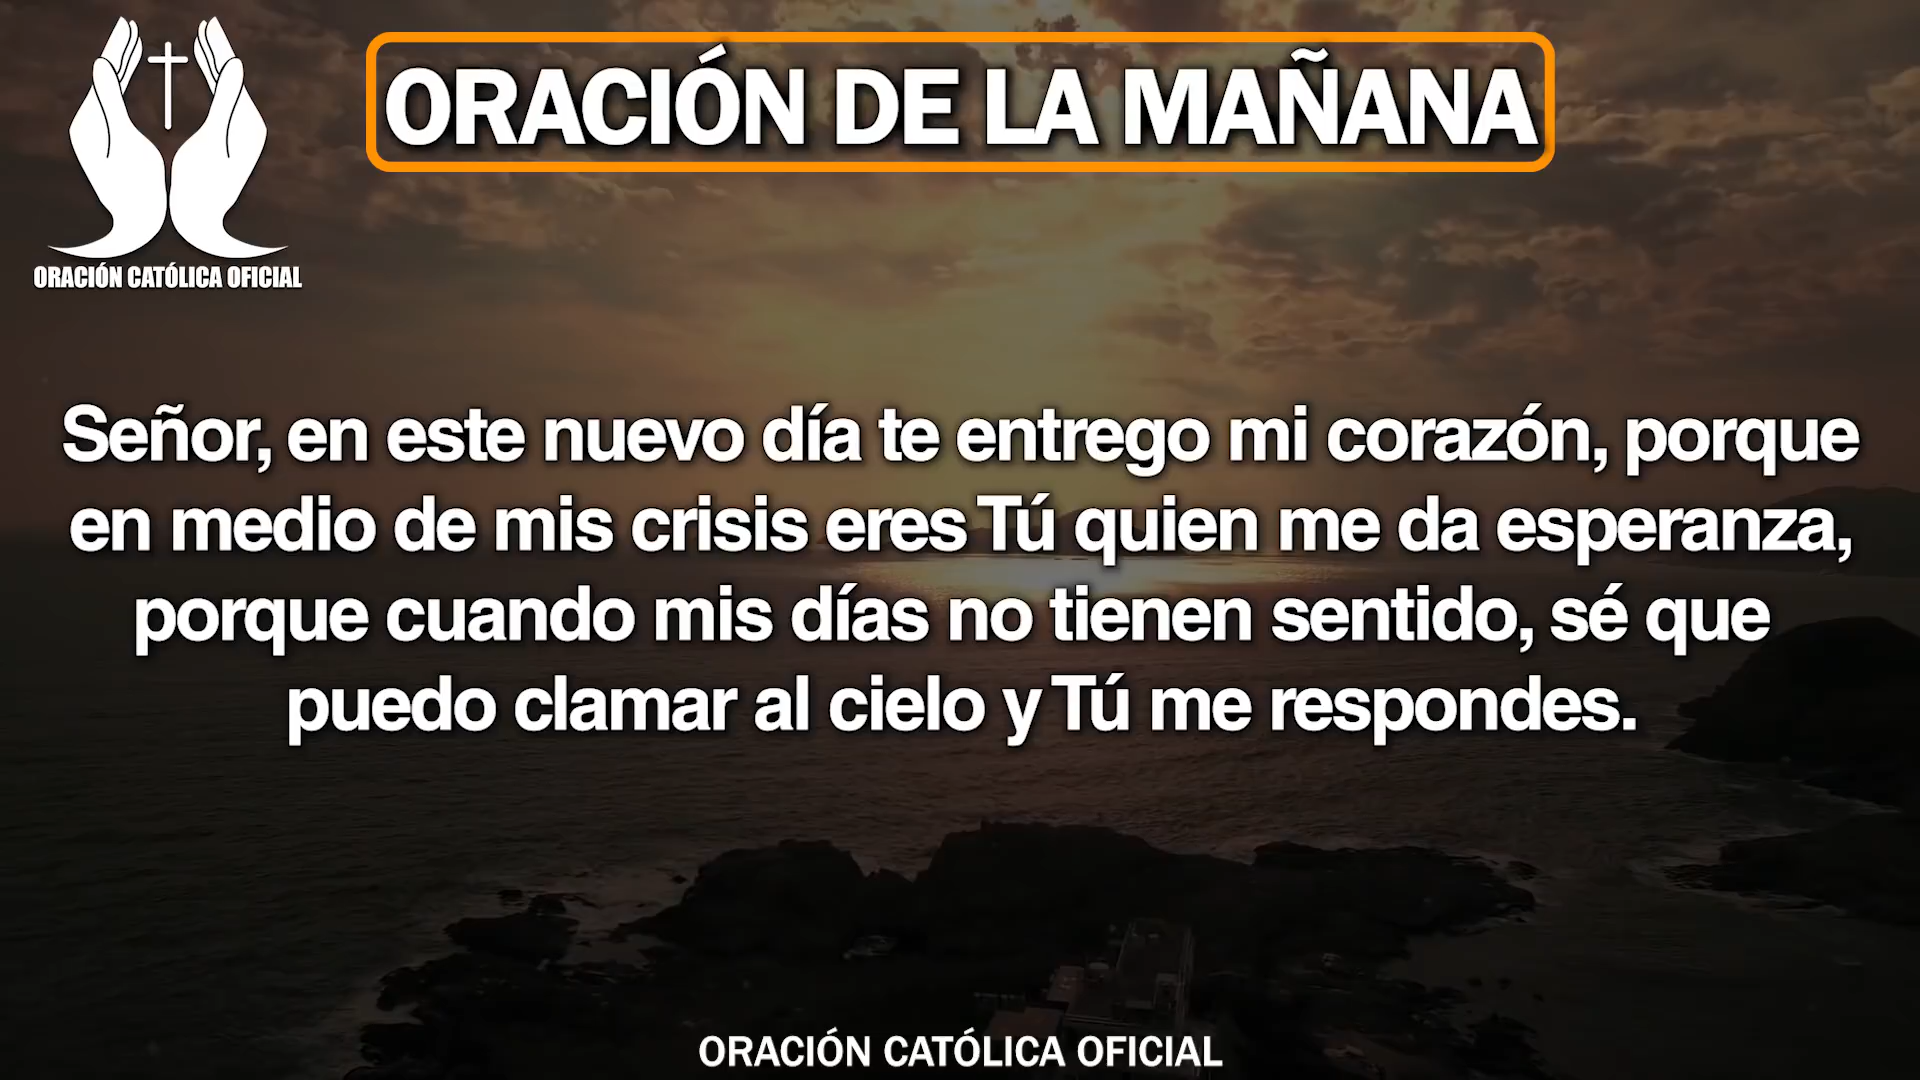 ORACIÓN DE LA MAÑANA
ORACIÓN CATÓLICA OFICIAL
Señor, en este nuevo día te entrego mi corazón, porque
en medio de mis crisis eres Tú quien me da esperanza,
porque cuando mis días no tienen sentido, sé que
puedo clamar al cielo y Tú me respondes.
ORACIÓN CATÓLICA OFICIAL